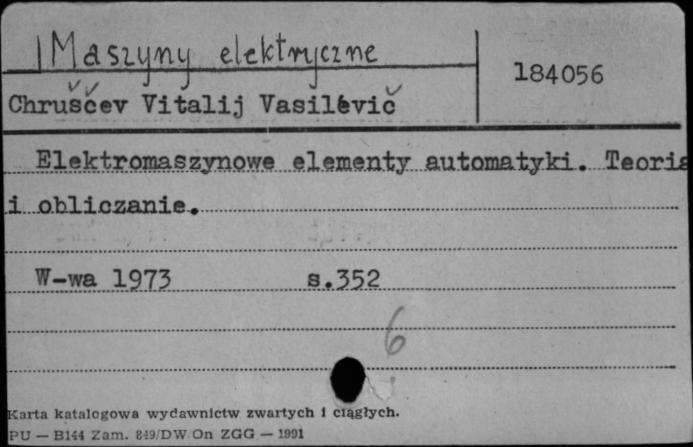 Maszyny elektryczne
184056
Chruščev Vitalij Vasilévič
Elektromaszynowe elementy automatyki. Teoria
i obliczanie.
W-wa 1973 s.352
6
Karta katalogowa wydawnictw zwartych i ciągłych.
PU — B144 Zam. 849/DW On ZGG — 1991